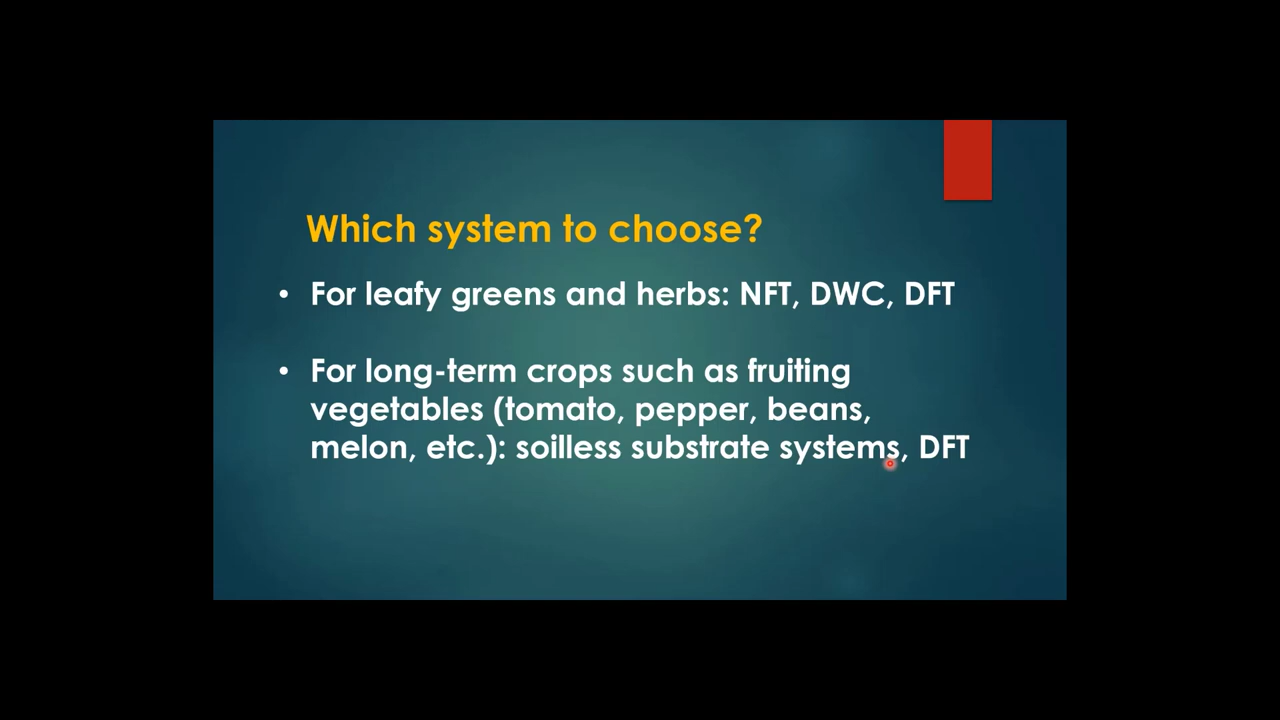 Which system to choose?
• For leafy greens and herbs: NFT, DWC, DFT
• For long-term crops such as fruiting
vegetables (tomato, pepper, beans,
melon, etc.): soilless substrate systems, DFT